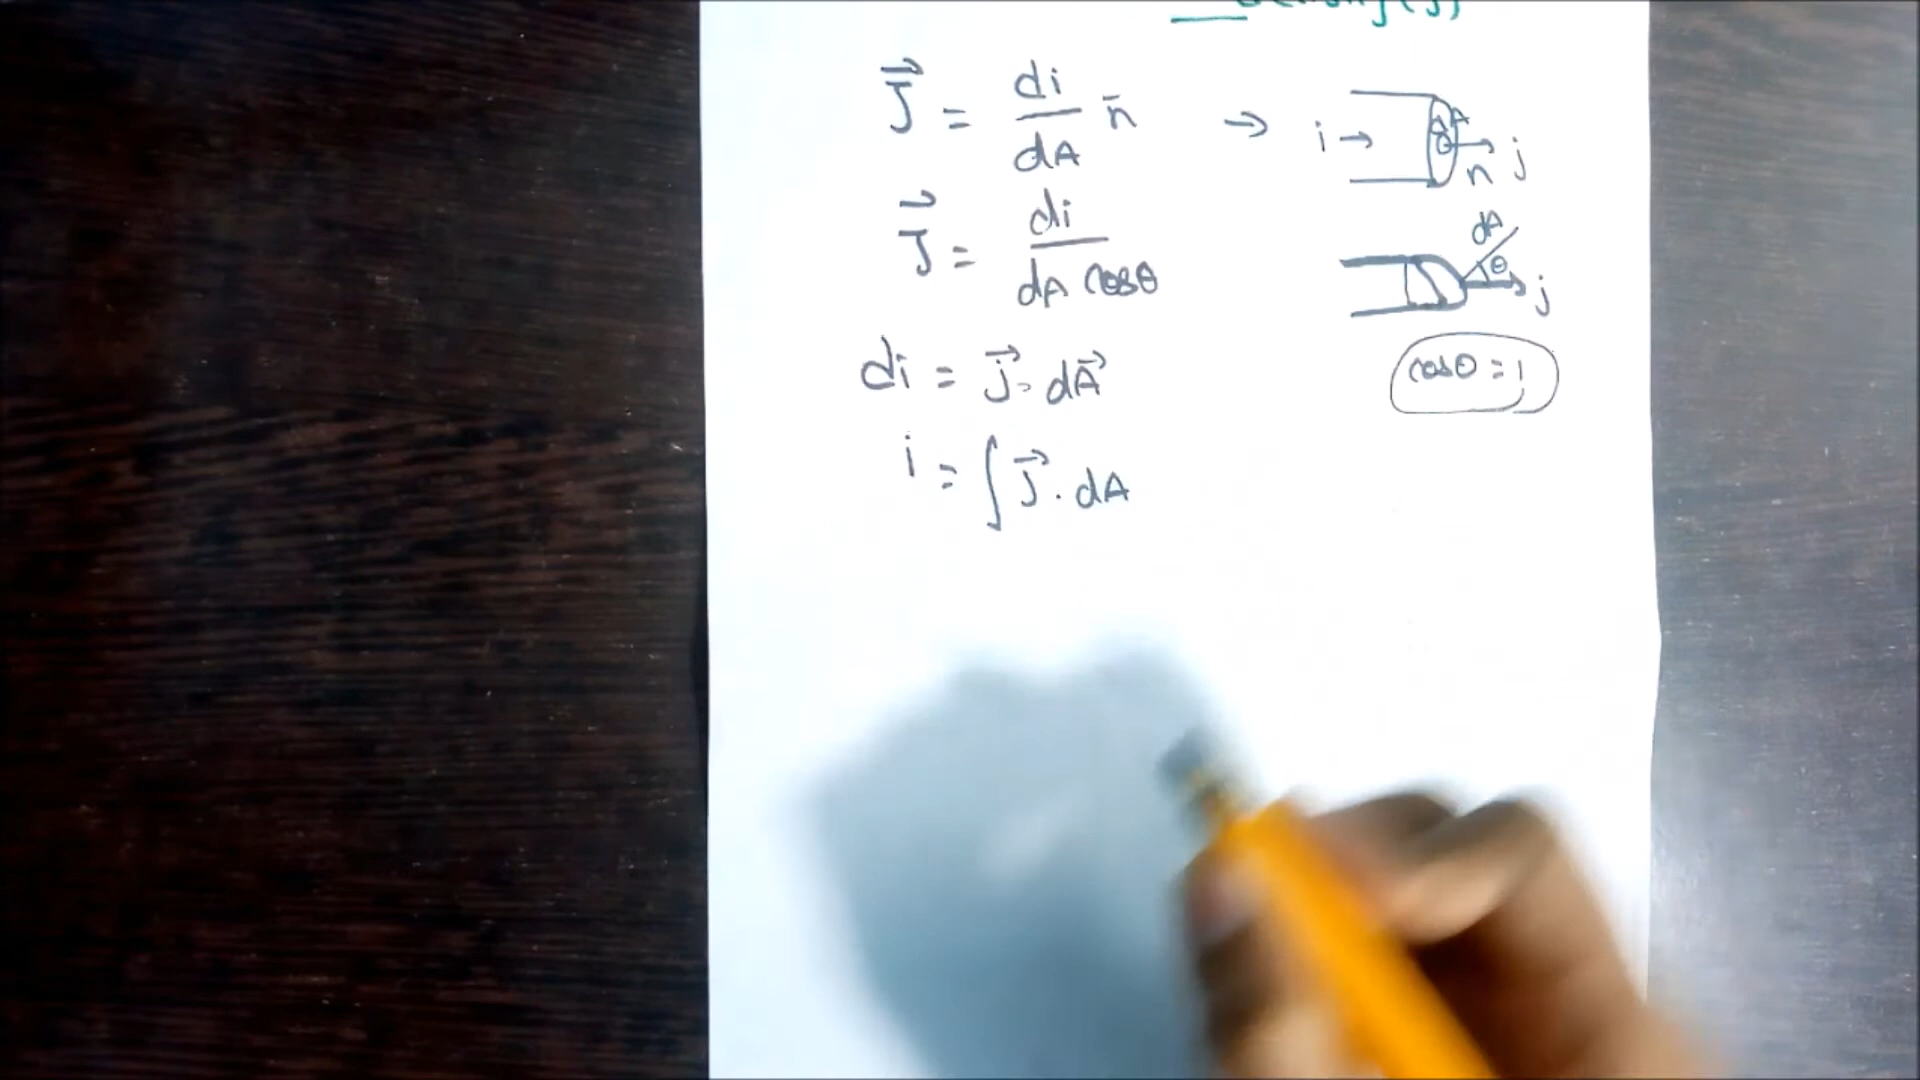 (J)
J⃗ = di/dA n̄ → i → dA n j
J⃗ = di/(dA cosθ) dA θ j
di = j⃗ · dA⃗ cosθ = 1
i = ∫ J⃗ · dA